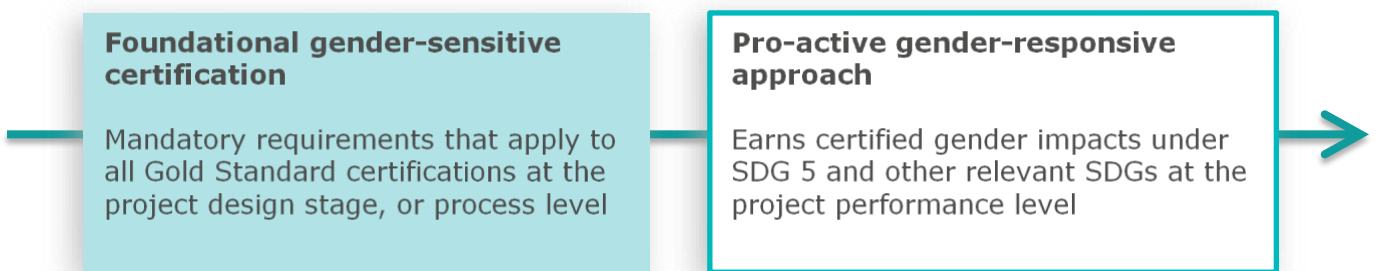 Foundational gender-sensitive
certification
Mandatory requirements that apply to
all Gold Standard certifications at the
project design stage, or process level
Pro-active gender-responsive
approach
Earns certified gender impacts under
SDG 5 and other relevant SDGs at the
project performance level